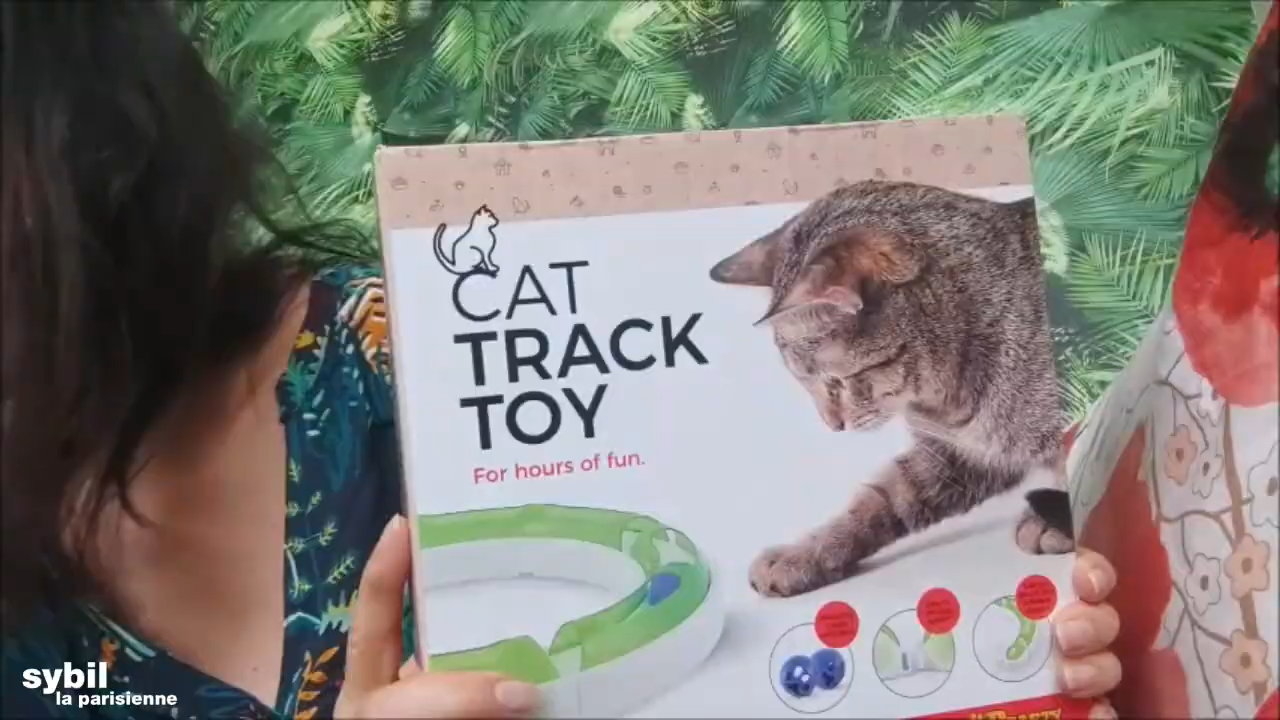 CAT
TRACK
TOY
For hours of fun.
sybil
la parisienne